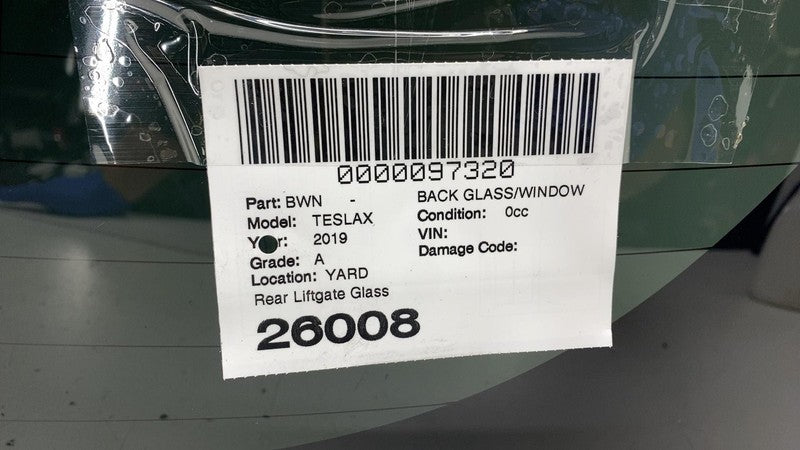 0000097320
Part: BWN - BACK GLASS/WINDOW
Model: TESLAX Condition: 0cc
Y r: 2019 VIN:
Grade: A Damage Code:
Location: YARD
Rear Liftgate Glass
26008